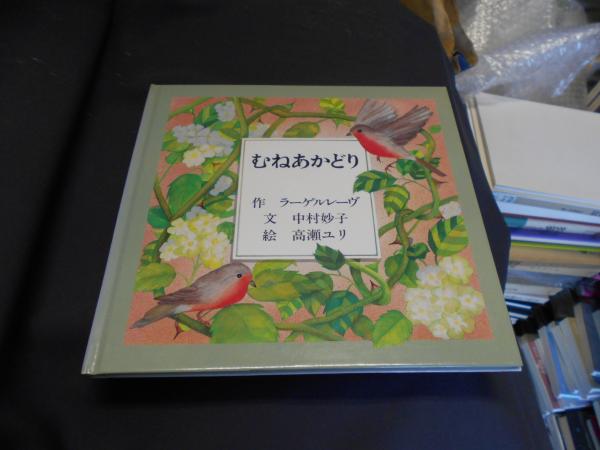 むねあかどり
作 ラーゲルレーヴ
文 中村妙子
絵 高瀬ユリ